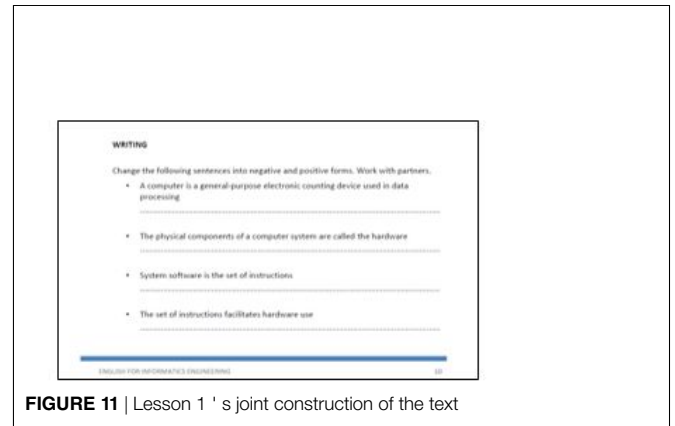 WRITING
Change the following sentences into negative and positive forms. Work with partners.
• A computer is a general-purpose electronic counting device used in data
processing
• The physical components of a computer system are called the hardware
• System software is the set of instructions
• The set of instructions facilitates hardware use
ENGLISH FOR INFORMATICS ENGINEERING 10
FIGURE 11 | Lesson 1 ' s joint construction of the text